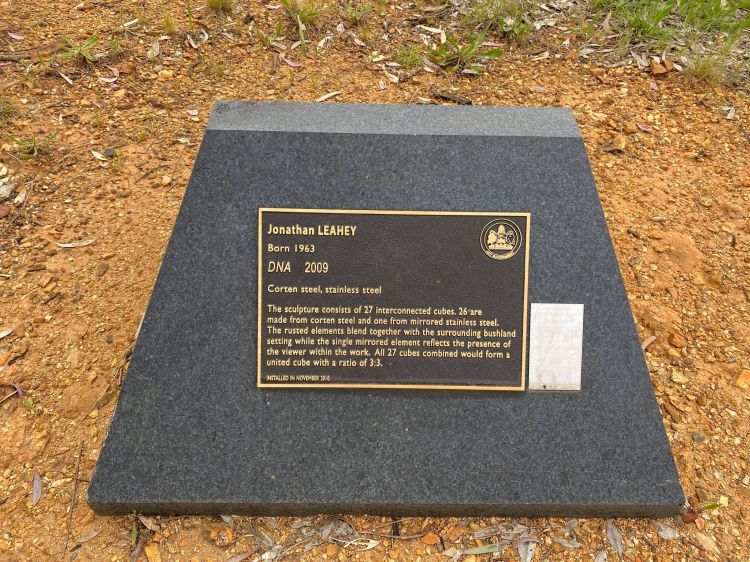 Jonathan LEAHEY
Born 1963
DNA 2009
Corten steel, stainless steel
The sculpture consists of 27 interconnected cubes. 26 are
made from corten steel and one from mirrored stainless steel.
The rusted elements blend together with the surrounding bushland
setting while the single mirrored element reflects the presence of
the viewer within the work. All 27 cubes combined would form a
united cube with a ratio of 3:3.
INSTALLED IN NOVEMBER 2010